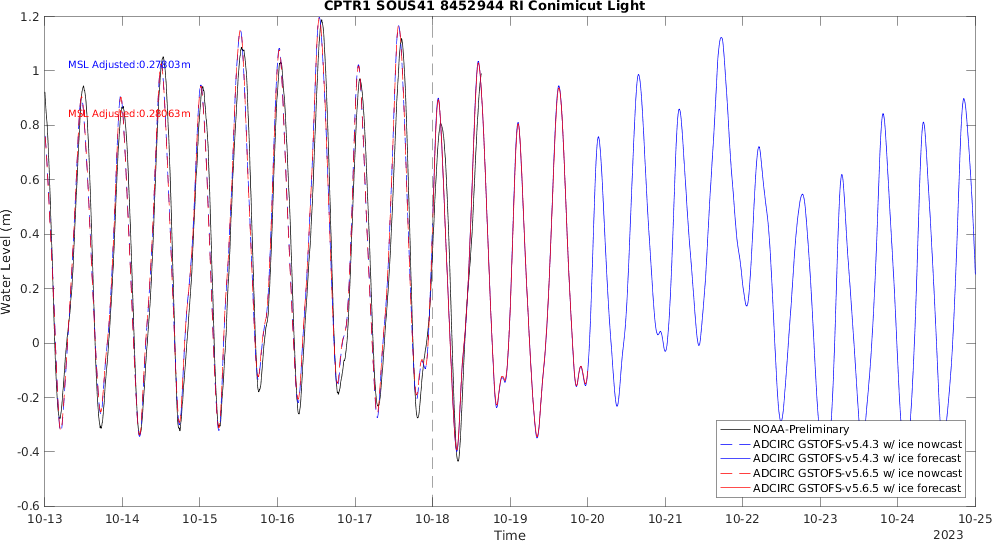 CPTR1 SOUS41 8452944 RI Conimicut Light
1.2
1
0.8
0.6
0.4
0.2
0
-0.2
-0.4
-0.6
Water Level (m)
MSL Adjusted:0.27803m
MSL Adjusted:0.28063m
NOAA-Preliminary
ADCIRC GSTOFS-v5.4.3 w/ ice nowcast
ADCIRC GSTOFS-v5.4.3 w/ ice forecast
ADCIRC GSTOFS-v5.6.5 w/ ice nowcast
ADCIRC GSTOFS-v5.6.5 w/ ice forecast
10-13 10-14 10-15 10-16 10-17 10-18 10-19 10-20 10-21 10-22 10-23 10-24 10-25
Time
2023